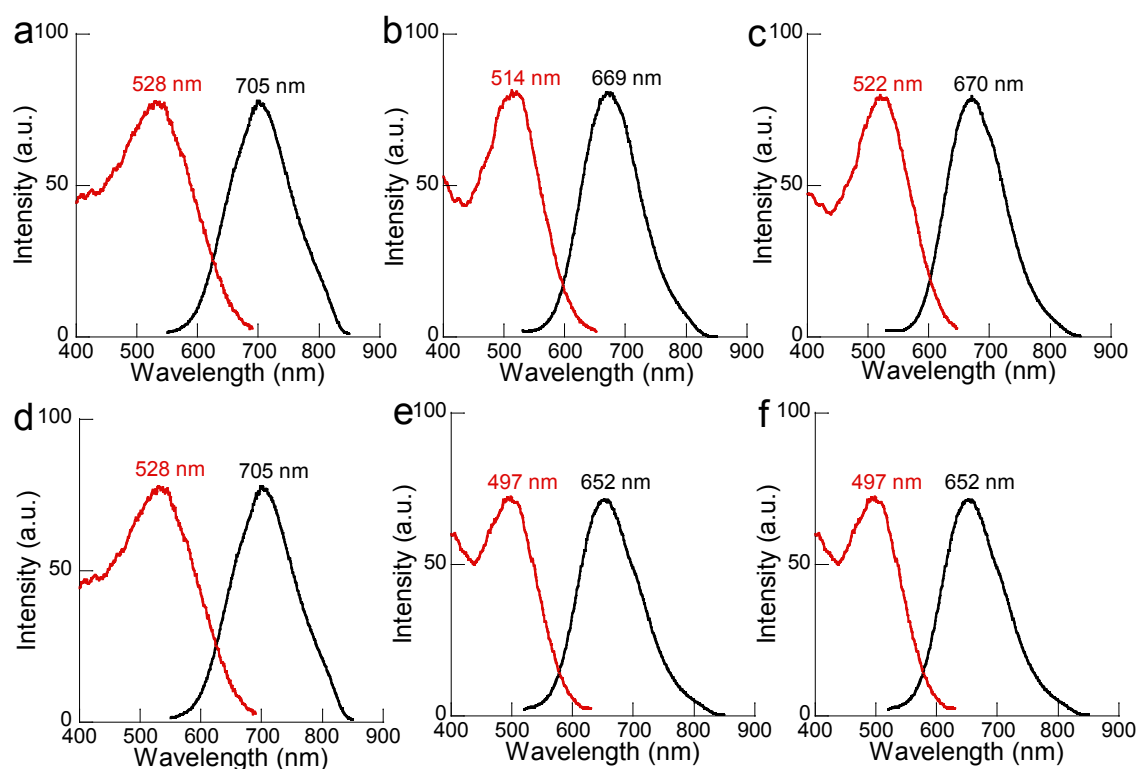 a
100
50
0
Intensity (a.u.)
528 nm
705 nm
400 500 600 700 800 900
Wavelength (nm)
b
100
50
0
Intensity (a.u.)
514 nm
669 nm
400 500 600 700 800 900
Wavelength (nm)
c
100
50
0
Intensity (a.u.)
522 nm
670 nm
400 500 600 700 800 900
Wavelength (nm)
d
100
50
0
Intensity (a.u.)
528 nm
705 nm
400 500 600 700 800 900
Wavelength (nm)
e
100
50
0
Intensity (a.u.)
497 nm
652 nm
400 500 600 700 800 900
Wavelength (nm)
f
100
50
0
Intensity (a.u.)
497 nm
652 nm
400 500 600 700 800 900
Wavelength (nm)